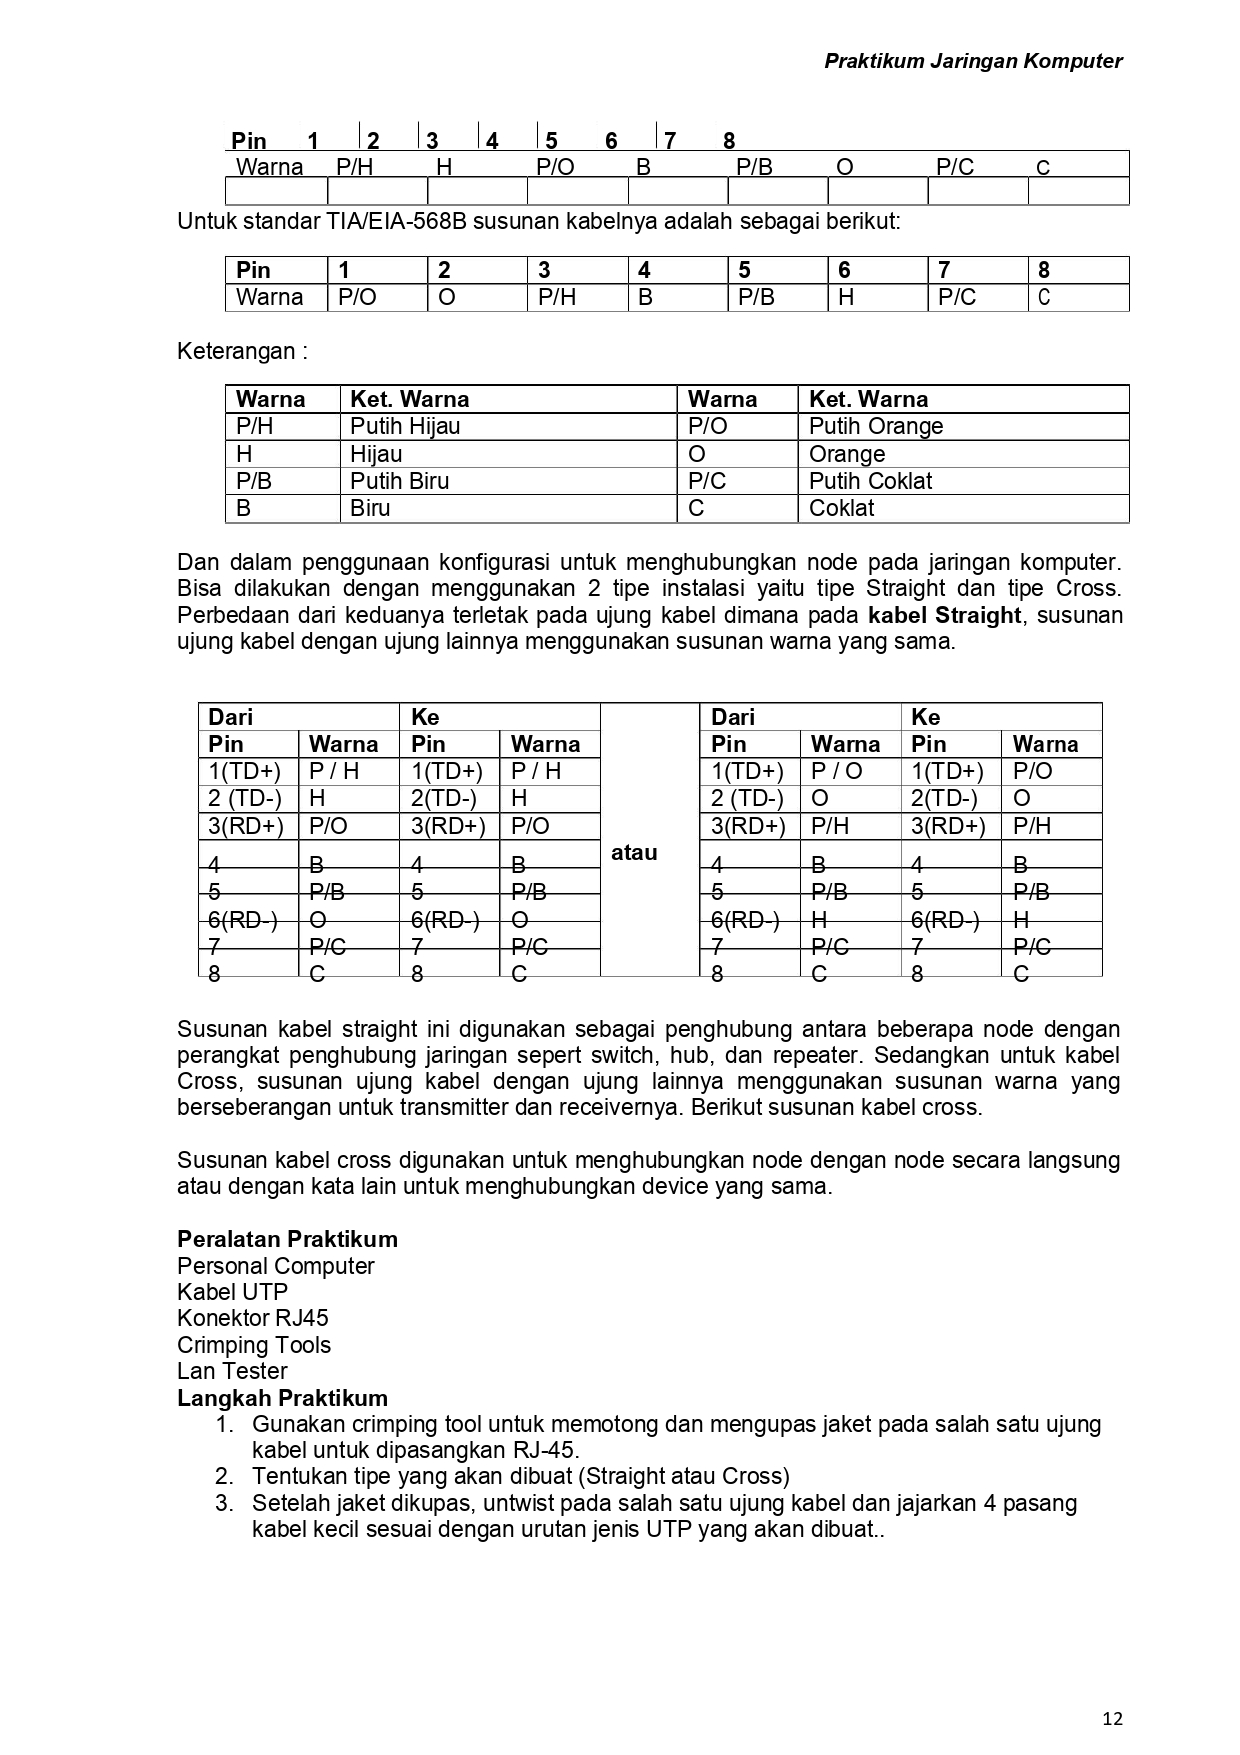 Praktikum Jaringan Komputer
Pin 1 2 3 4 5 6 7 8
Warna P/H H P/O B P/B O P/C C
Untuk standar TIA/EIA-568B susunan kabelnya adalah sebagai berikut:
Pin 1 2 3 4 5 6 7 8
Warna P/O O P/H B P/B H P/C C
Keterangan :
Warna Ket. Warna Warna Ket. Warna
P/H Putih Hijau P/O Putih Orange
H Hijau O Orange
P/B Putih Biru P/C Putih Coklat
B Biru C Coklat
Dan dalam penggunaan konfigurasi untuk menghubungkan node pada jaringan komputer.
Bisa dilakukan dengan menggunakan 2 tipe instalasi yaitu tipe Straight dan tipe Cross.
Perbedaan dari keduanya terletak pada ujung kabel dimana pada kabel Straight, susunan
ujung kabel dengan ujung lainnya menggunakan susunan warna yang sama.
Dari Ke Dari Ke
Pin Warna Pin Warna Pin Warna Pin Warna
1(TD+) P / H 1(TD+) P / H 1(TD+) P / O 1(TD+) P/O
2 (TD-) H 2(TD-) H 2 (TD-) O 2(TD-) O
3(RD+) P/O 3(RD+) P/O 3(RD+) P/H 3(RD+) P/H
atau
4 B 4 B 4 B 4 B
5 P/B 5 P/B 5 P/B 5 P/B
6(RD-) O 6(RD-) O 6(RD-) H 6(RD-) H
7 P/C 7 P/C 7 P/C 7 P/C
8 C 8 C 8 C 8 C
Susunan kabel straight ini digunakan sebagai penghubung antara beberapa node dengan
perangkat penghubung jaringan sepert switch, hub, dan repeater. Sedangkan untuk kabel
Cross, susunan ujung kabel dengan ujung lainnya menggunakan susunan warna yang
berseberangan untuk transmitter dan receivernya. Berikut susunan kabel cross.
Susunan kabel cross digunakan untuk menghubungkan node dengan node secara langsung
atau dengan kata lain untuk menghubungkan device yang sama.
Peralatan Praktikum
Personal Computer
Kabel UTP
Konektor RJ45
Crimping Tools
Lan Tester
Langkah Praktikum
1. Gunakan crimping tool untuk memotong dan mengupas jaket pada salah satu ujung
kabel untuk dipasangkan RJ-45.
2. Tentukan tipe yang akan dibuat (Straight atau Cross)
3. Setelah jaket dikupas, untwist pada salah satu ujung kabel dan jajarkan 4 pasang
kabel kecil sesuai dengan urutan jenis UTP yang akan dibuat..
12